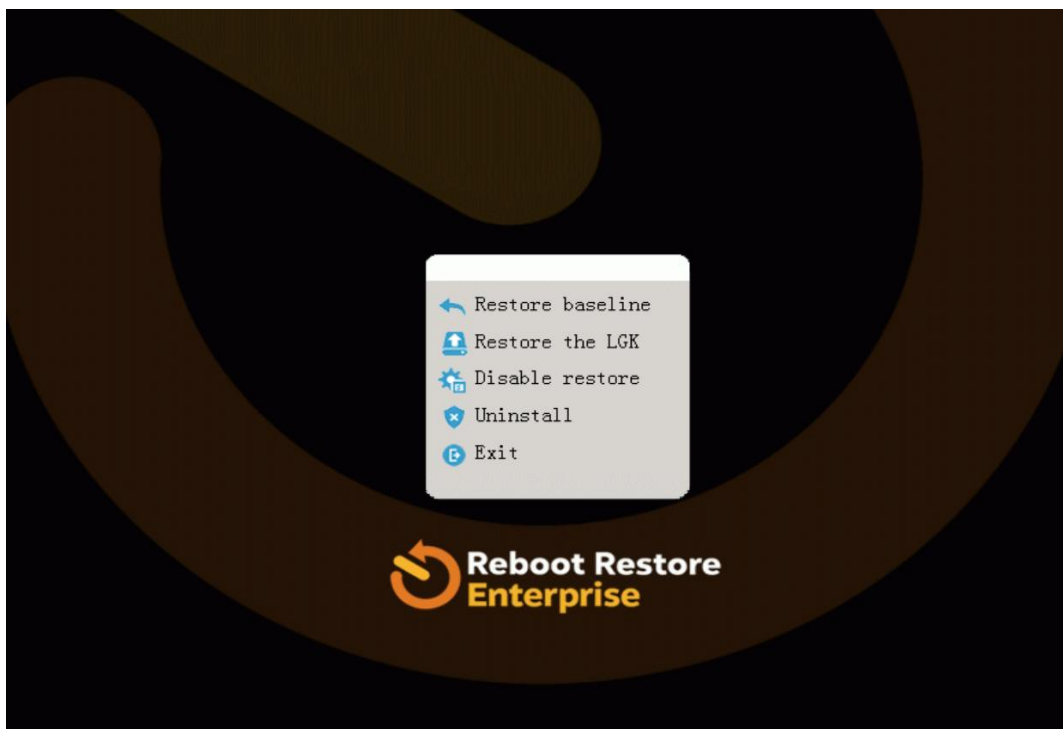 Restore baseline
Restore the LGK
Disable restore
Uninstall
Exit
Reboot Restore
Enterprise